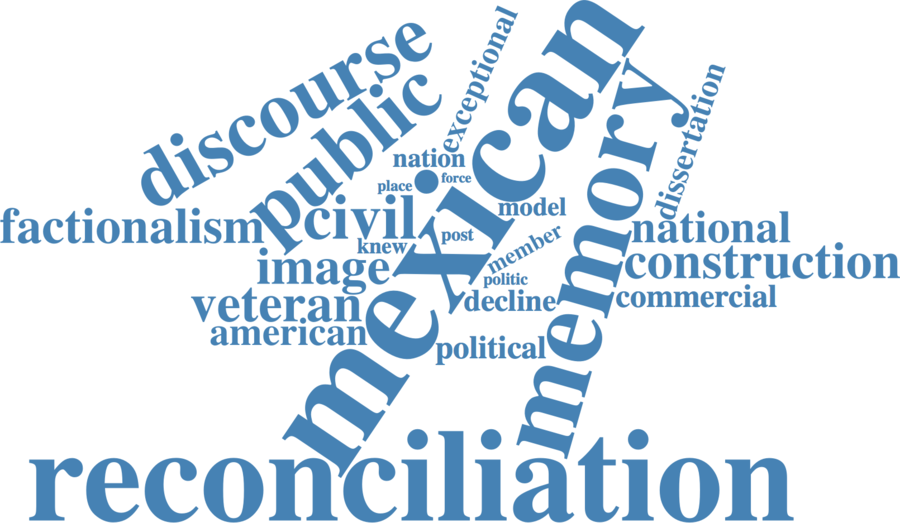 discourse
public
exceptional
mexican
memory
dissertation
nation
place
force
factionalism
civil
knew
post
model
member
national
construction
image
politic
veteran
decline
commercial
american
political
reconciliation